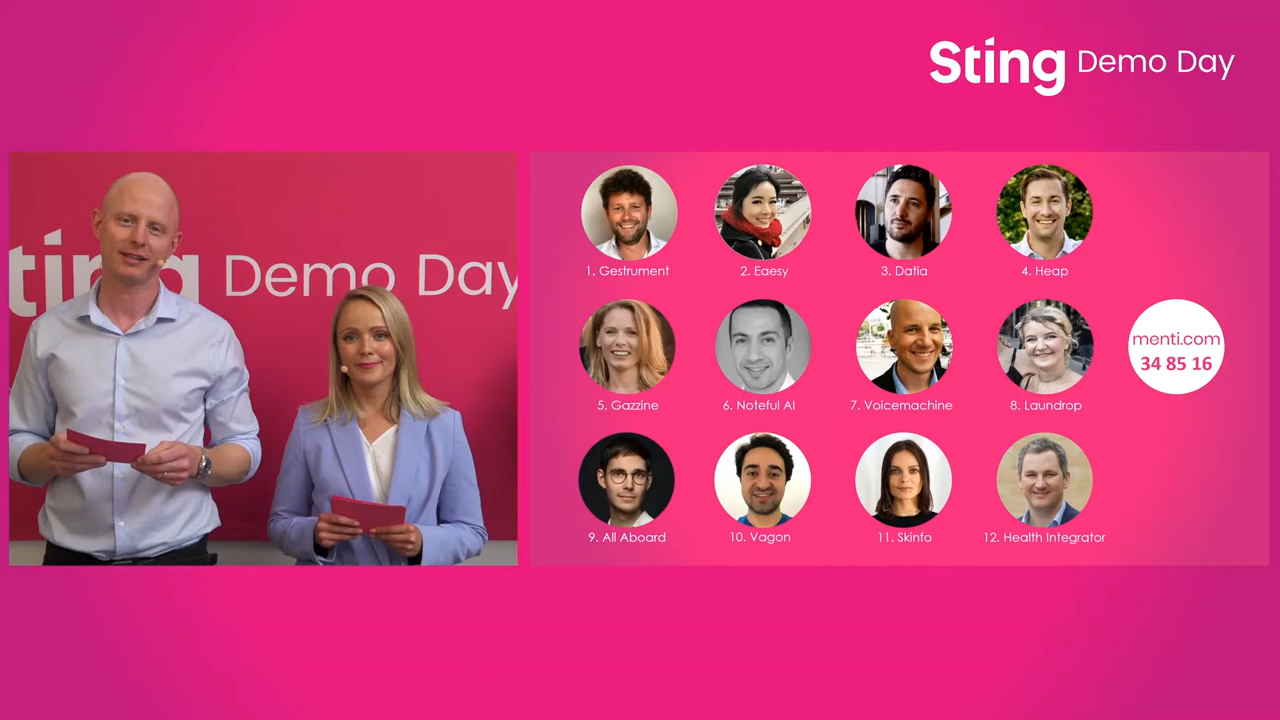 Sting Demo Day
ting Demo Day
1. Gestrument
2. Eaesy
3. Datia
4. Heap
5. Gazzine
6. Noteful AI
7. Voicemachine
8. Laundrop
menti.com
34 85 16
9. All Aboard
10. Vagon
11. Skinfo
12. Health Integrator